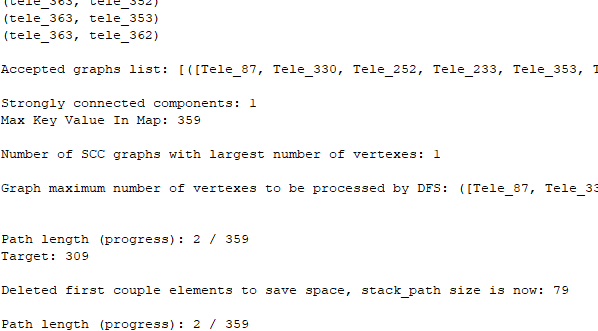 (tele_363, tele_352)
(tele_363, tele_353)
(tele_363, tele_362)
Accepted graphs list: [([Tele_87, Tele_330, Tele_252, Tele_233, Tele_353, T
Strongly connected components: 1
Max Key Value In Map: 359
Number of SCC graphs with largest number of vertexes: 1
Graph maximum number of vertexes to be processed by DFS: ([Tele_87, Tele_33
Path length (progress): 2 / 359
Target: 309
Deleted first couple elements to save space, stack_path size is now: 79
Path length (progress): 2 / 359